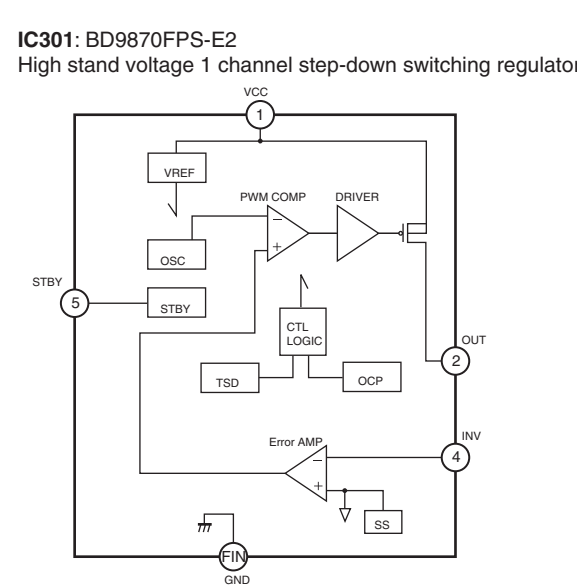 IC301: BD9870FPS-E2
High stand voltage 1 channel step-down switching regulator
VCC
1
VREF
PWM COMP
DRIVER
−
+
OSC
STBY
5
STBY
CTL
LOGIC
OUT
2
TSD
OCP
INV
4
Error AMP
−
+
SS
FIN
GND